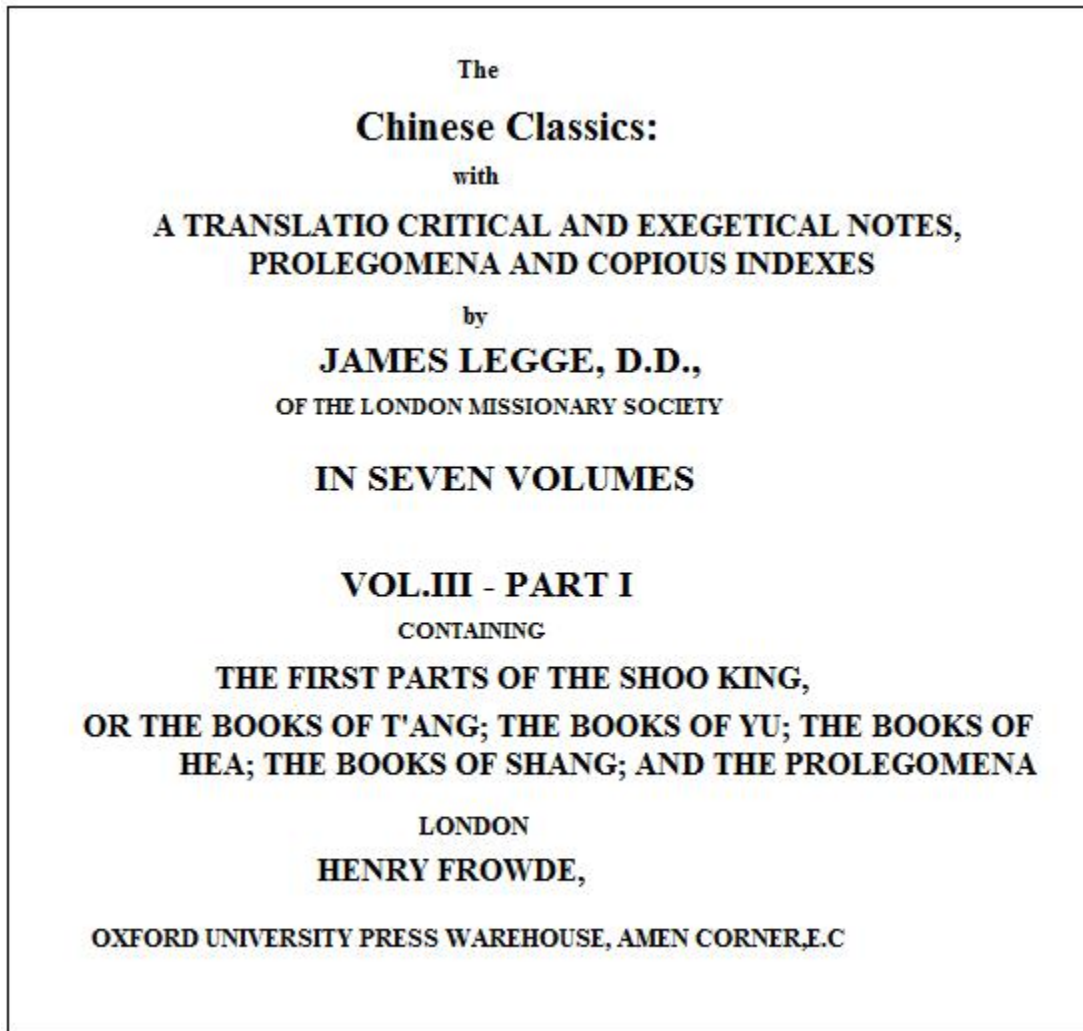 The
Chinese Classics:
with
A TRANSLATIO CRITICAL AND EXEGETICAL NOTES,
PROLEGOMENA AND COPIOUS INDEXES
by
JAMES LEGGE, D.D.,
OF THE LONDON MISSIONARY SOCIETY
IN SEVEN VOLUMES
VOL.III - PART I
CONTAINING
THE FIRST PARTS OF THE SHOO KING,
OR THE BOOKS OF T'ANG; THE BOOKS OF YU; THE BOOKS OF
HEA; THE BOOKS OF SHANG; AND THE PROLEGOMENA
LONDON
HENRY FROWDE,
OXFORD UNIVERSITY PRESS WAREHOUSE, AMEN CORNER,E.C